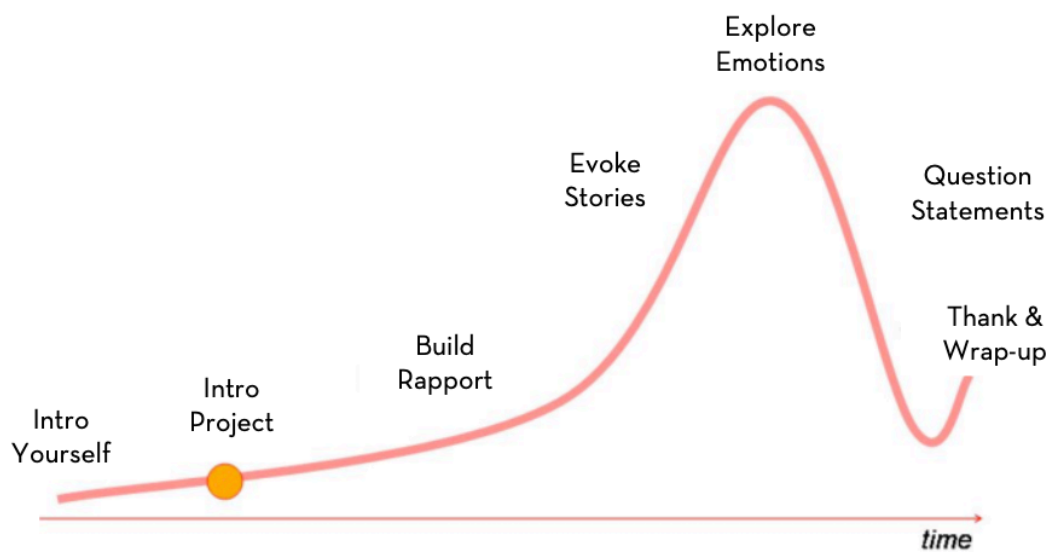 Intro
Yourself
Intro
Project
Build
Rapport
Evoke
Stories
Explore
Emotions
Question
Statements
Thank &
Wrap-up
time